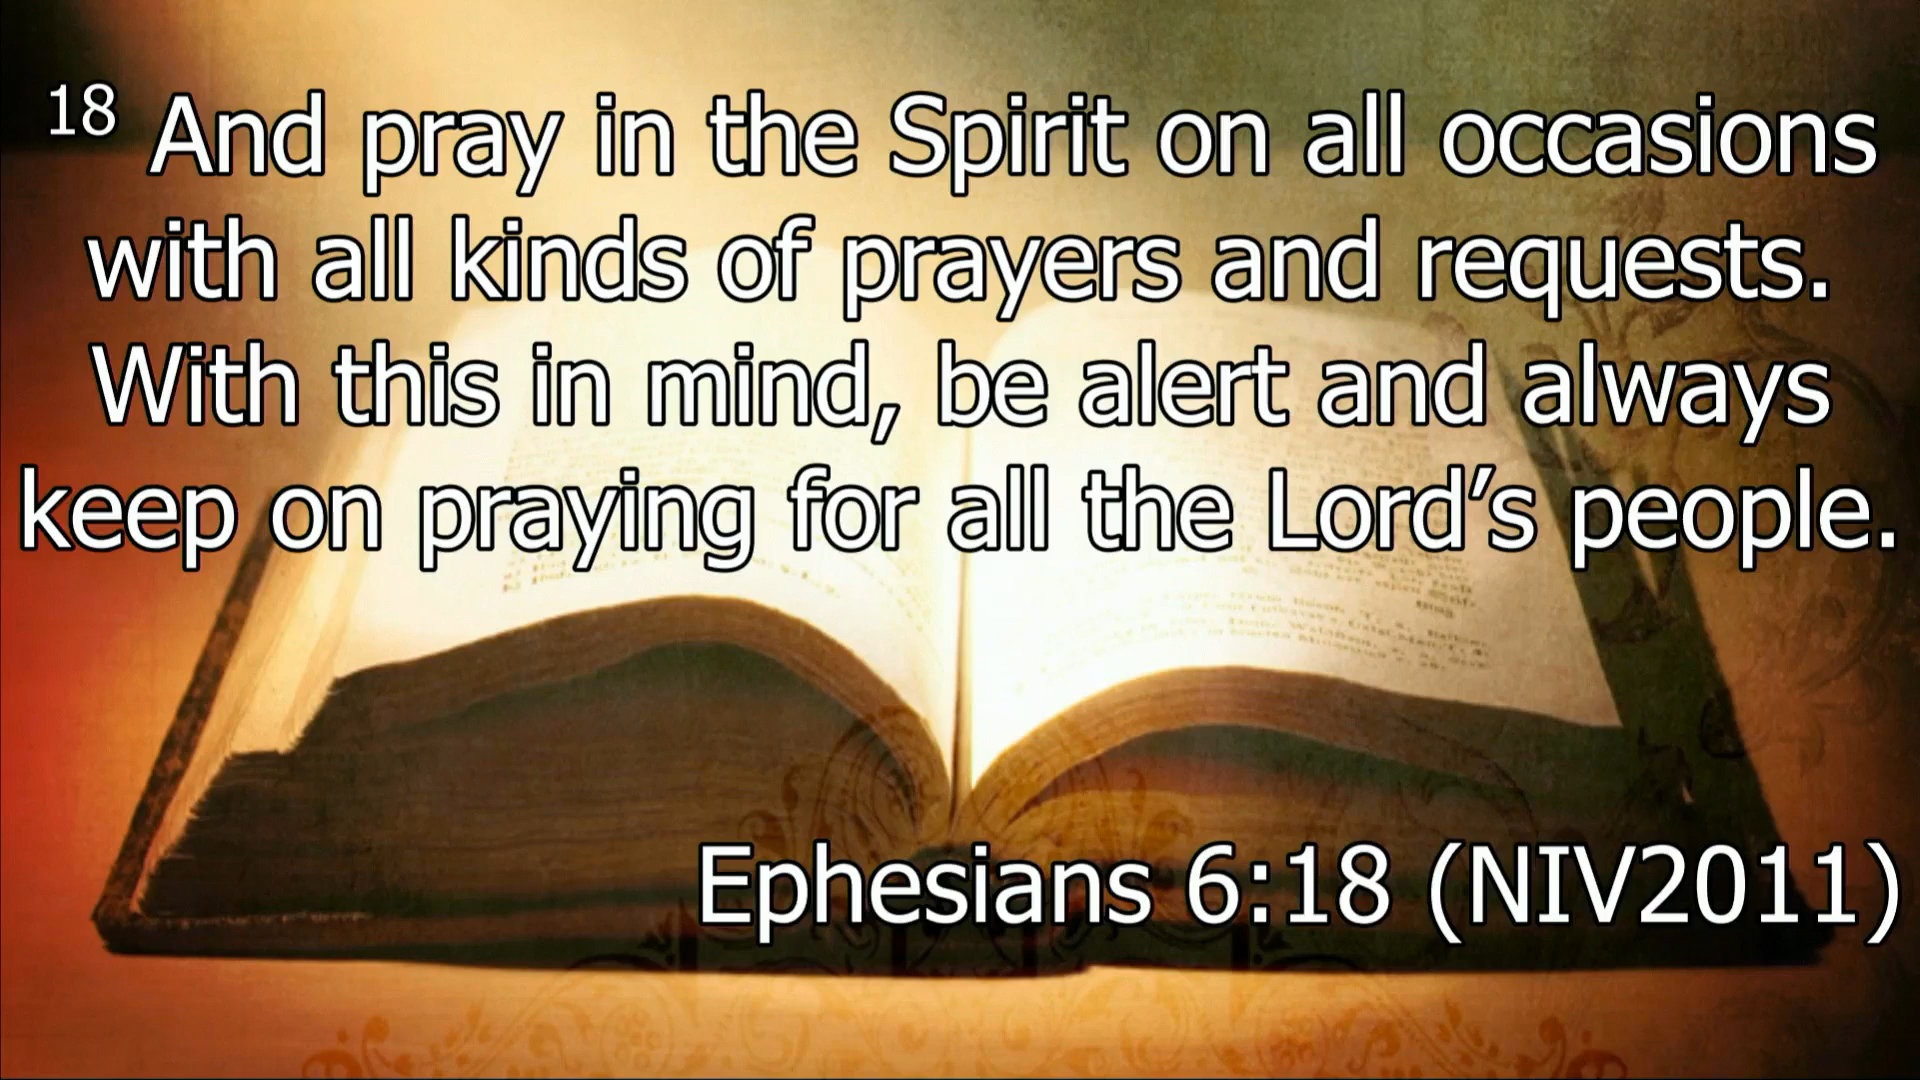 18 And pray in the Spirit on all occasions
with all kinds of prayers and requests.
With this in mind, be alert and always
keep on praying for all the Lord’s people.
Ephesians 6:18 (NIV2011)